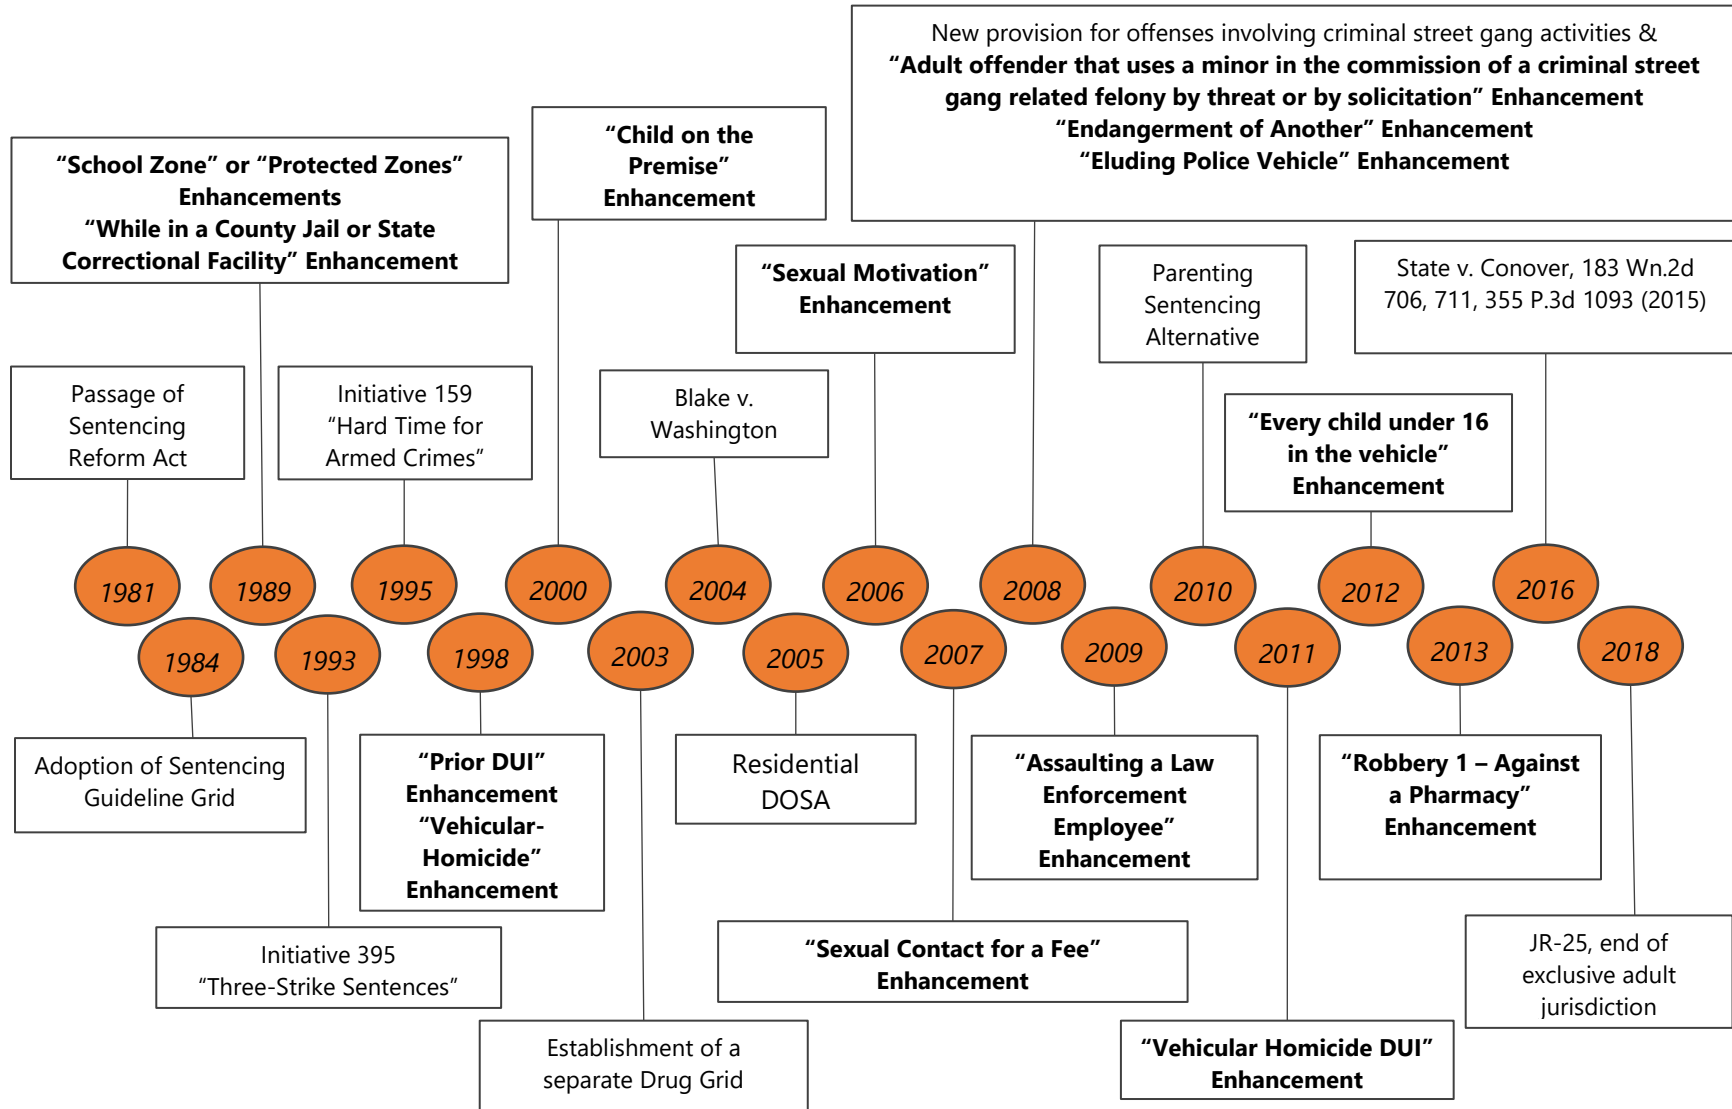 New provision for offenses involving criminal street gang activities &
“Adult offender that uses a minor in the commission of a criminal street
gang related felony by threat or by solicitation” Enhancement
“Endangerment of Another” Enhancement
“Eluding Police Vehicle” Enhancement
“Child on the
Premise”
Enhancement
“School Zone” or “Protected Zones”
Enhancements
“While in a County Jail or State
Correctional Facility” Enhancement
“Sexual Motivation”
Enhancement
Parenting
Sentencing
Alternative
State v. Conover, 183 Wn.2d
706, 711, 355 P.3d 1093 (2015)
Passage of
Sentencing
Reform Act
Initiative 159
“Hard Time for
Armed Crimes”
Blake v.
Washington
“Every child under 16
in the vehicle”
Enhancement
1981
1989
1995
2000
2004
2006
2008
2010
2012
2016
1984
1993
1998
2003
2005
2007
2009
2011
2013
2018
Adoption of Sentencing
Guideline Grid
“Prior DUI”
Enhancement
“Vehicular-
Homicide”
Enhancement
Residential
DOSA
“Assaulting a Law
Enforcement
Employee”
Enhancement
“Robbery 1 – Against
a Pharmacy”
Enhancement
Initiative 395
“Three-Strike Sentences”
“Sexual Contact for a Fee”
Enhancement
JR-25, end of
exclusive adult
jurisdiction
Establishment of a
separate Drug Grid
“Vehicular Homicide DUI”
Enhancement